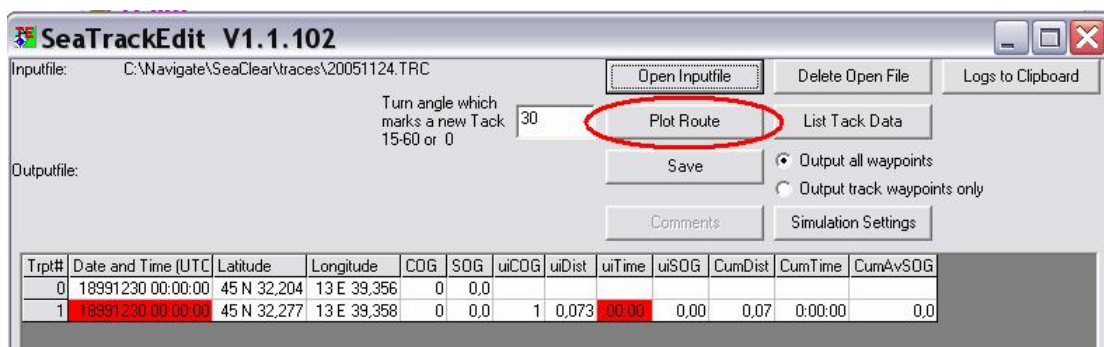 SeaTrackEdit V1.1.102
Inputfile: C:\Navigate\SeaClear\traces\20051124.TRC
Open Inputfile
Delete Open File
Logs to Clipboard
Turn angle which
marks a new Tack
15-60 or 0
30
Plot Route
List Tack Data
Outputfile:
Save
Output all waypoints
Output track waypoints only
Comments
Simulation Settings
Trpt# Date and Time (UTC Latitude Longitude COG SOG uiCOG uiDist uiTime uiSOG CumDist CumTime CumAvSOG
0 18991230 00:00:00 45 N 32,204 13 E 39,356 0 0,0
1 18991230 00:00:00 45 N 32,277 13 E 39,358 0 0,0 1 0,073 00:00 0,00 0,07 0:00:00 0,0